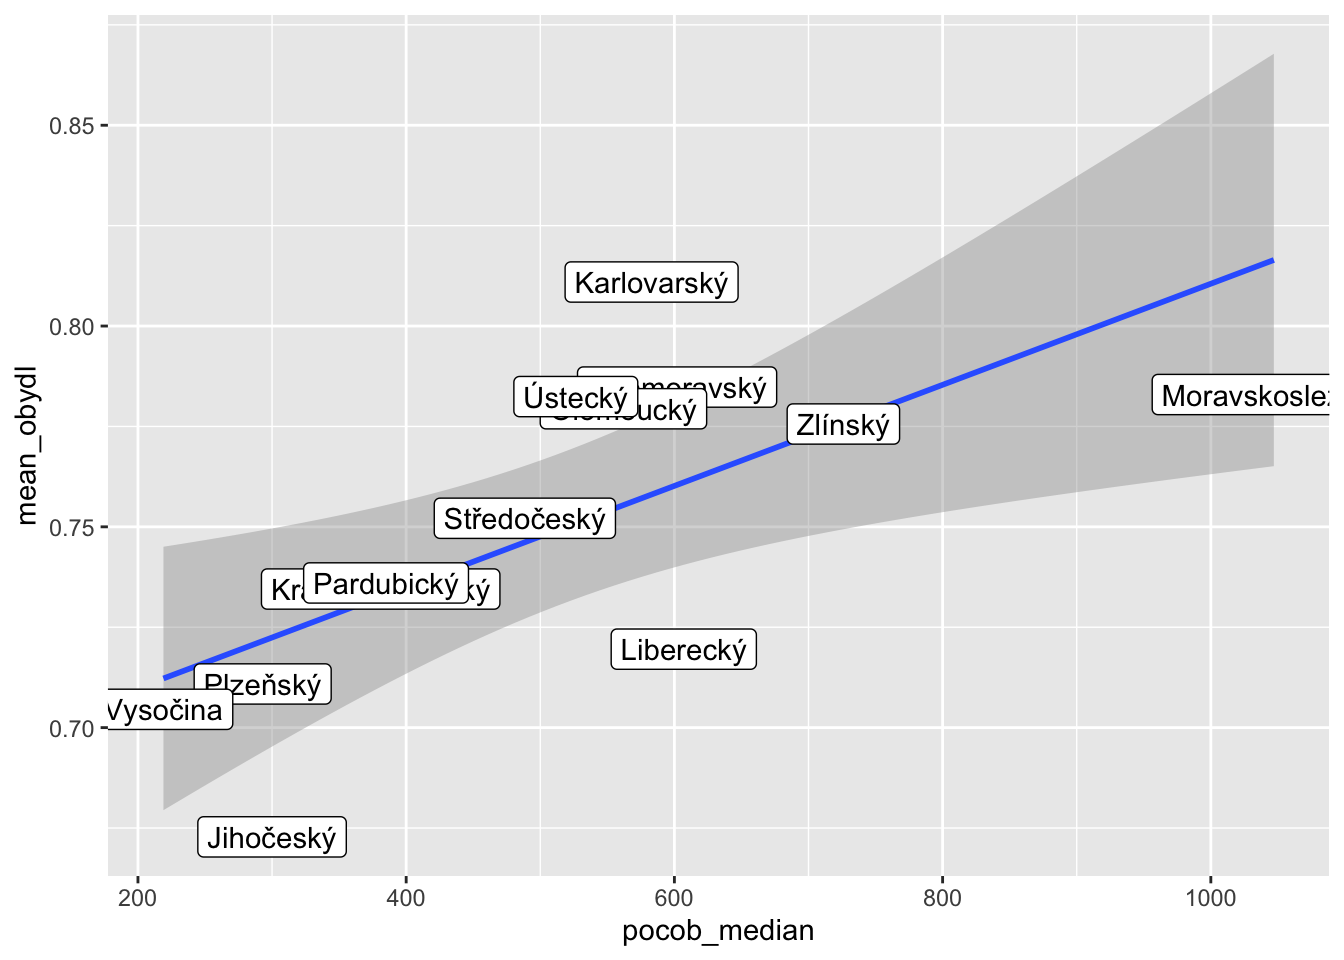 mean_obydl
0.85
0.80
0.75
0.70
Karlovarský
Ústecký
Zlínský
Středočeský
Pardubický
Liberecký
Plzeňský
Vysočina
Jihočeský
200
400
600
800
1000
pocob_median